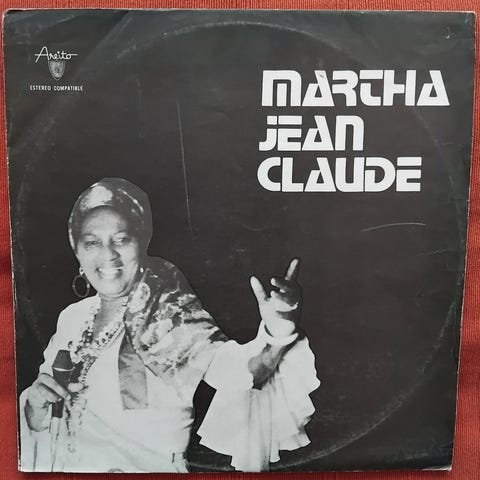 Areito
ESTEREO COMPATIBLE
MARTHA
JEAN
CLAUDE